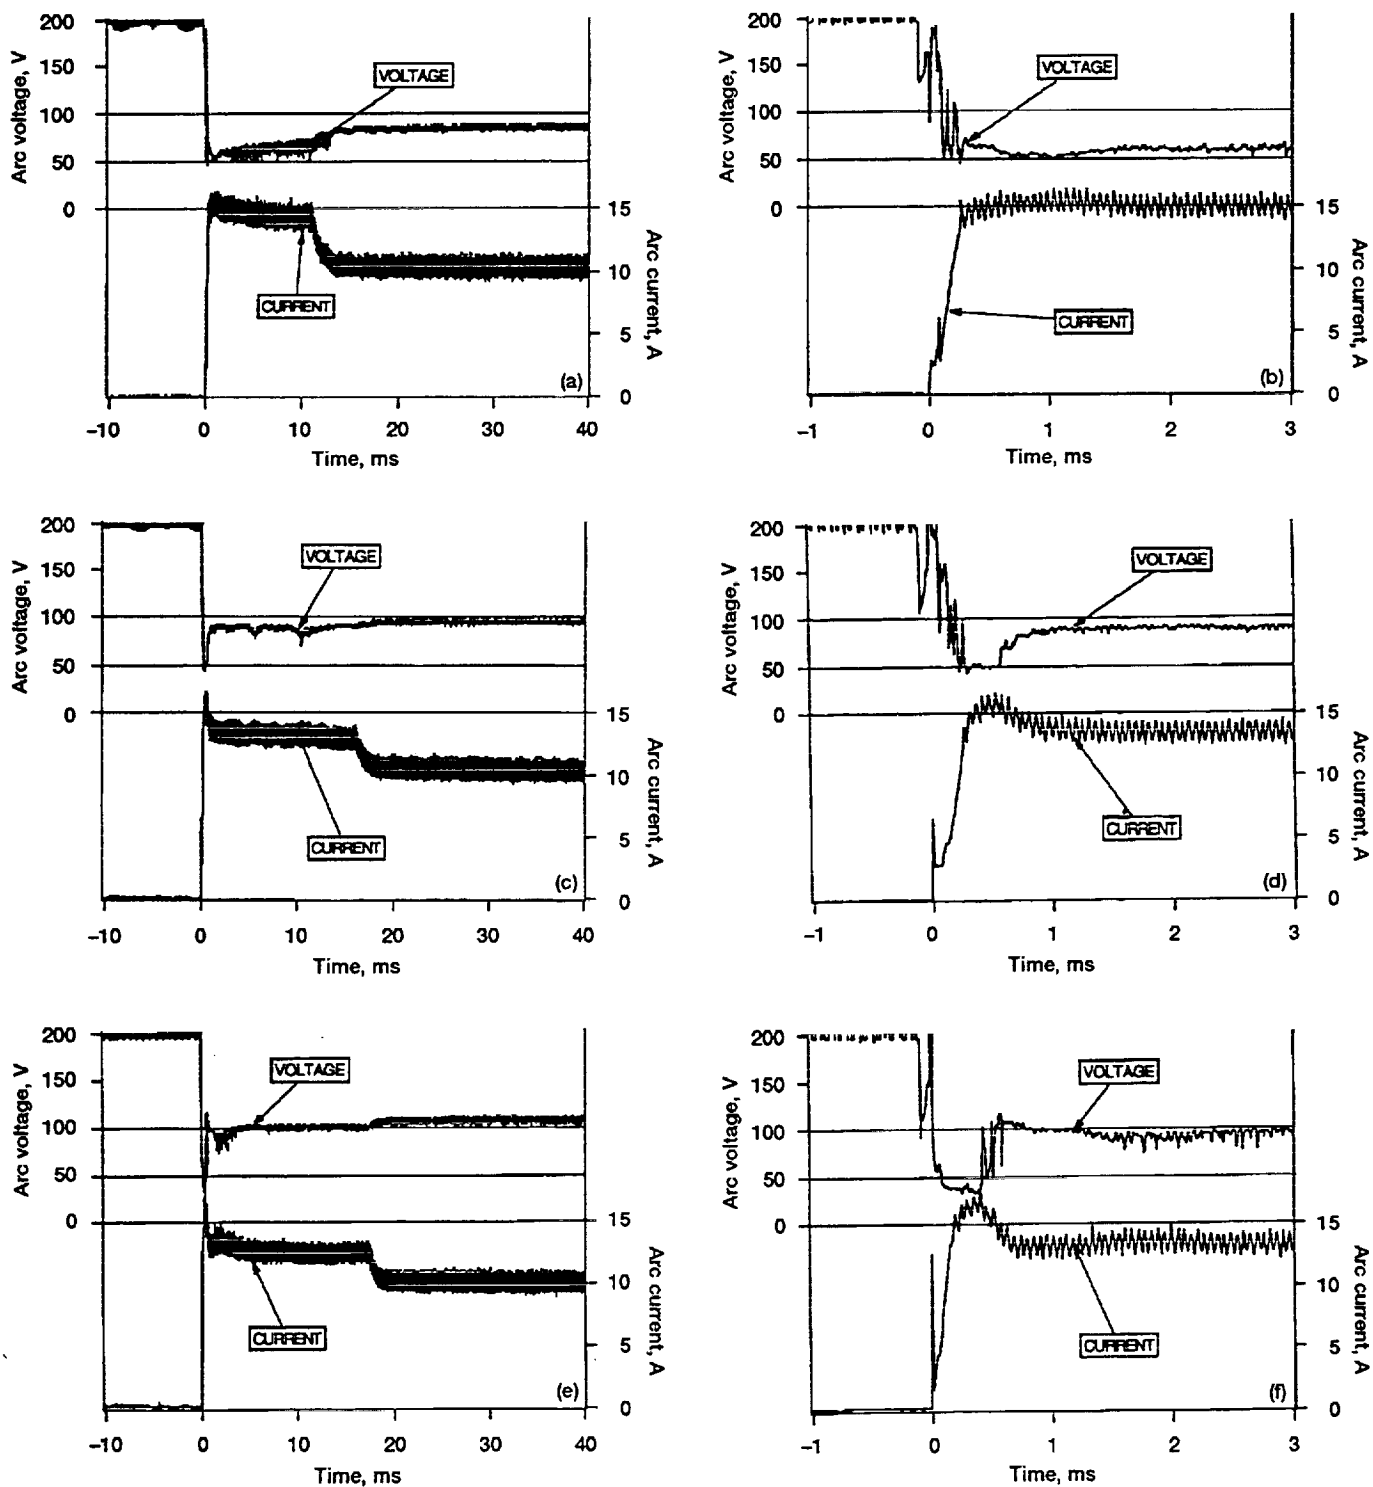 200
150
100
50
0
Arc voltage, V
VOLTAGE
CURRENT
15
10
5
0
Arc current, A
(a)
−10 0 10 20 30 40
Time, ms
200
150
100
50
0
Arc voltage, V
VOLTAGE
CURRENT
15
10
5
0
Arc current, A
(b)
−1 0 1 2 3
Time, ms
200
150
100
50
0
Arc voltage, V
VOLTAGE
CURRENT
15
10
5
0
Arc current, A
(c)
−10 0 10 20 30 40
Time, ms
200
150
100
50
0
Arc voltage, V
VOLTAGE
CURRENT
15
10
5
0
Arc current, A
(d)
−1 0 1 2 3
Time, ms
200
150
100
50
0
Arc voltage, V
VOLTAGE
CURRENT
15
10
5
0
Arc current, A
(e)
−10 0 10 20 30 40
Time, ms
200
150
100
50
0
Arc voltage, V
VOLTAGE
CURRENT
15
10
5
0
Arc current, A
(f)
−1 0 1 2 3
Time, ms